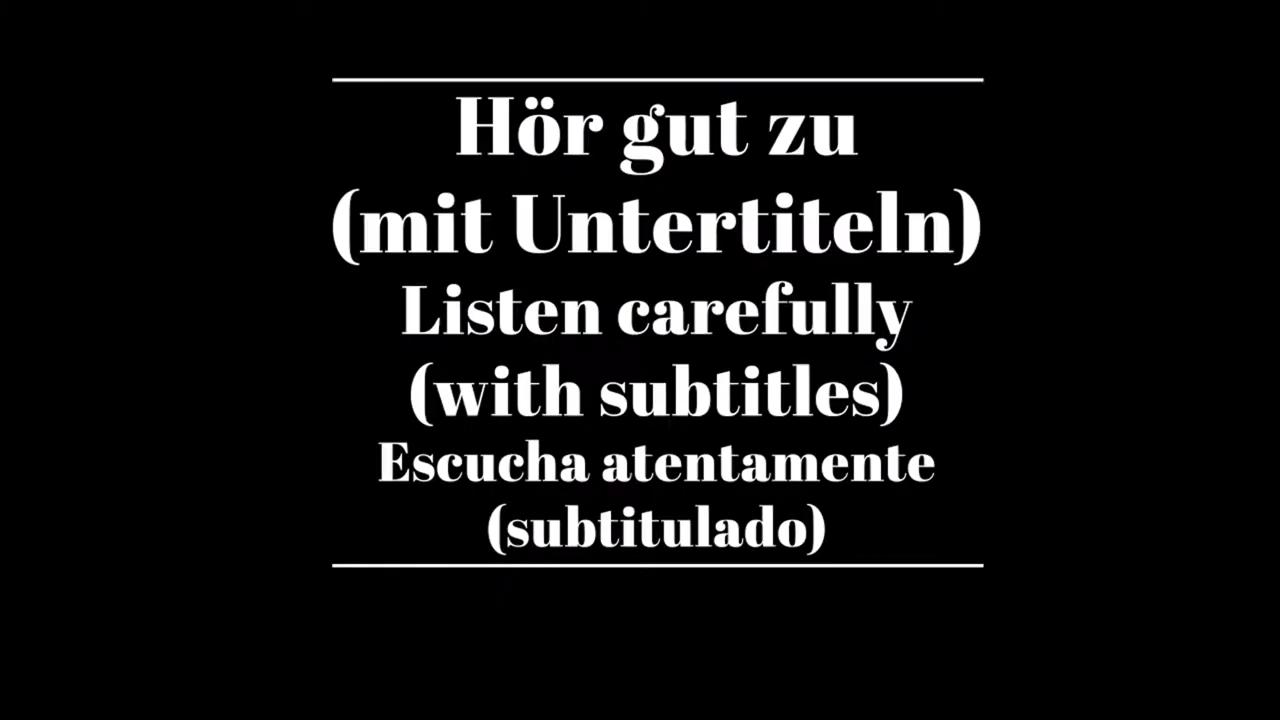 Hör gut zu
(mit Untertiteln)
Listen carefully
(with subtitles)
Escucha atentamente
(subtitulado)